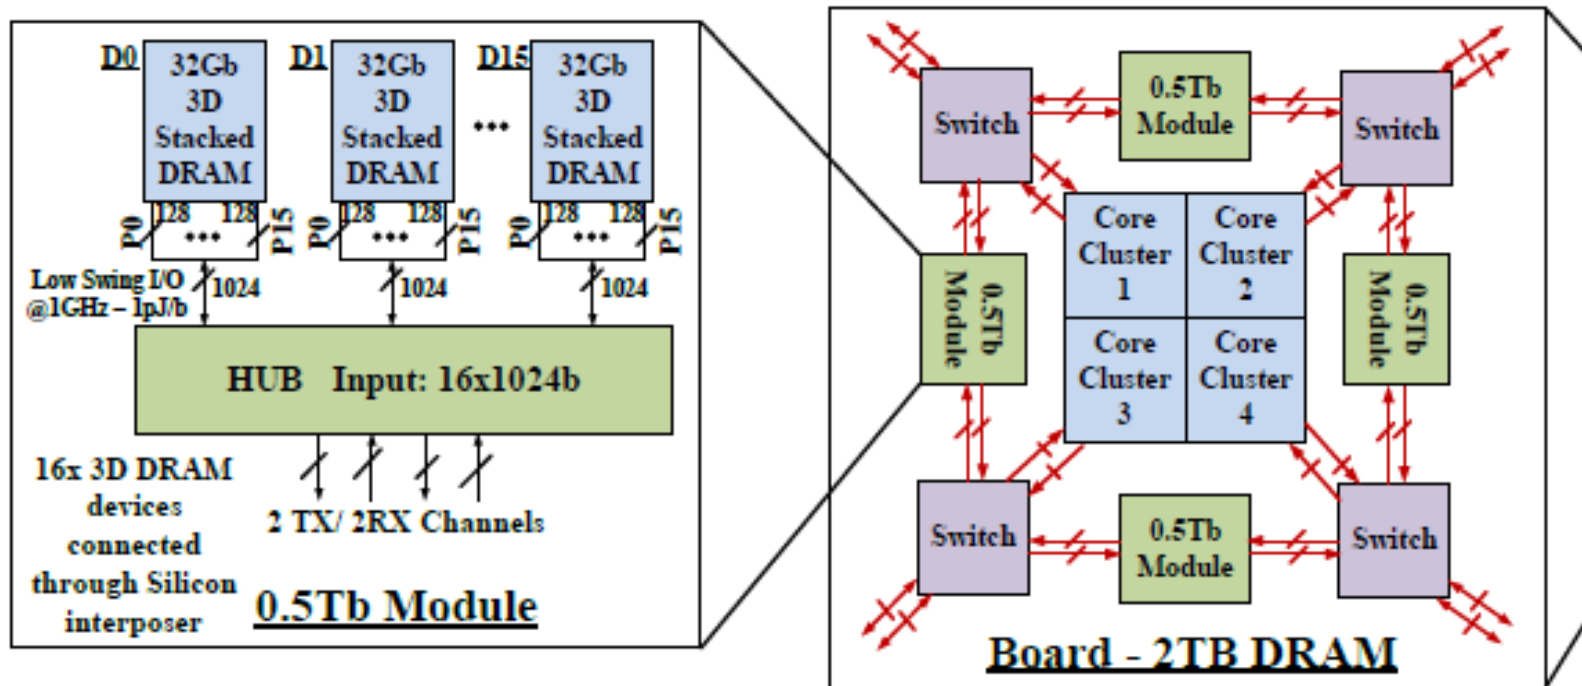 D0
32Gb
3D
Stacked
DRAM
D1
32Gb
3D
Stacked
DRAM
•••
D15
32Gb
3D
Stacked
DRAM
P0
128
128
•••
P15
P0
128
128
•••
P15
P0
128
128
•••
P15
Low Swing I/O
@1GHz – 1pJ/b
1024
1024
1024
HUB Input: 16x1024b
16x 3D DRAM
devices
connected
through Silicon
interposer
2 TX/ 2RX Channels
0.5Tb Module
Switch
0.5Tb
Module
Switch
0.5Tb
Module
Core
Cluster
1
Core
Cluster
2
Core
Cluster
3
Core
Cluster
4
0.5Tb
Module
Switch
0.5Tb
Module
Switch
Board - 2TB DRAM